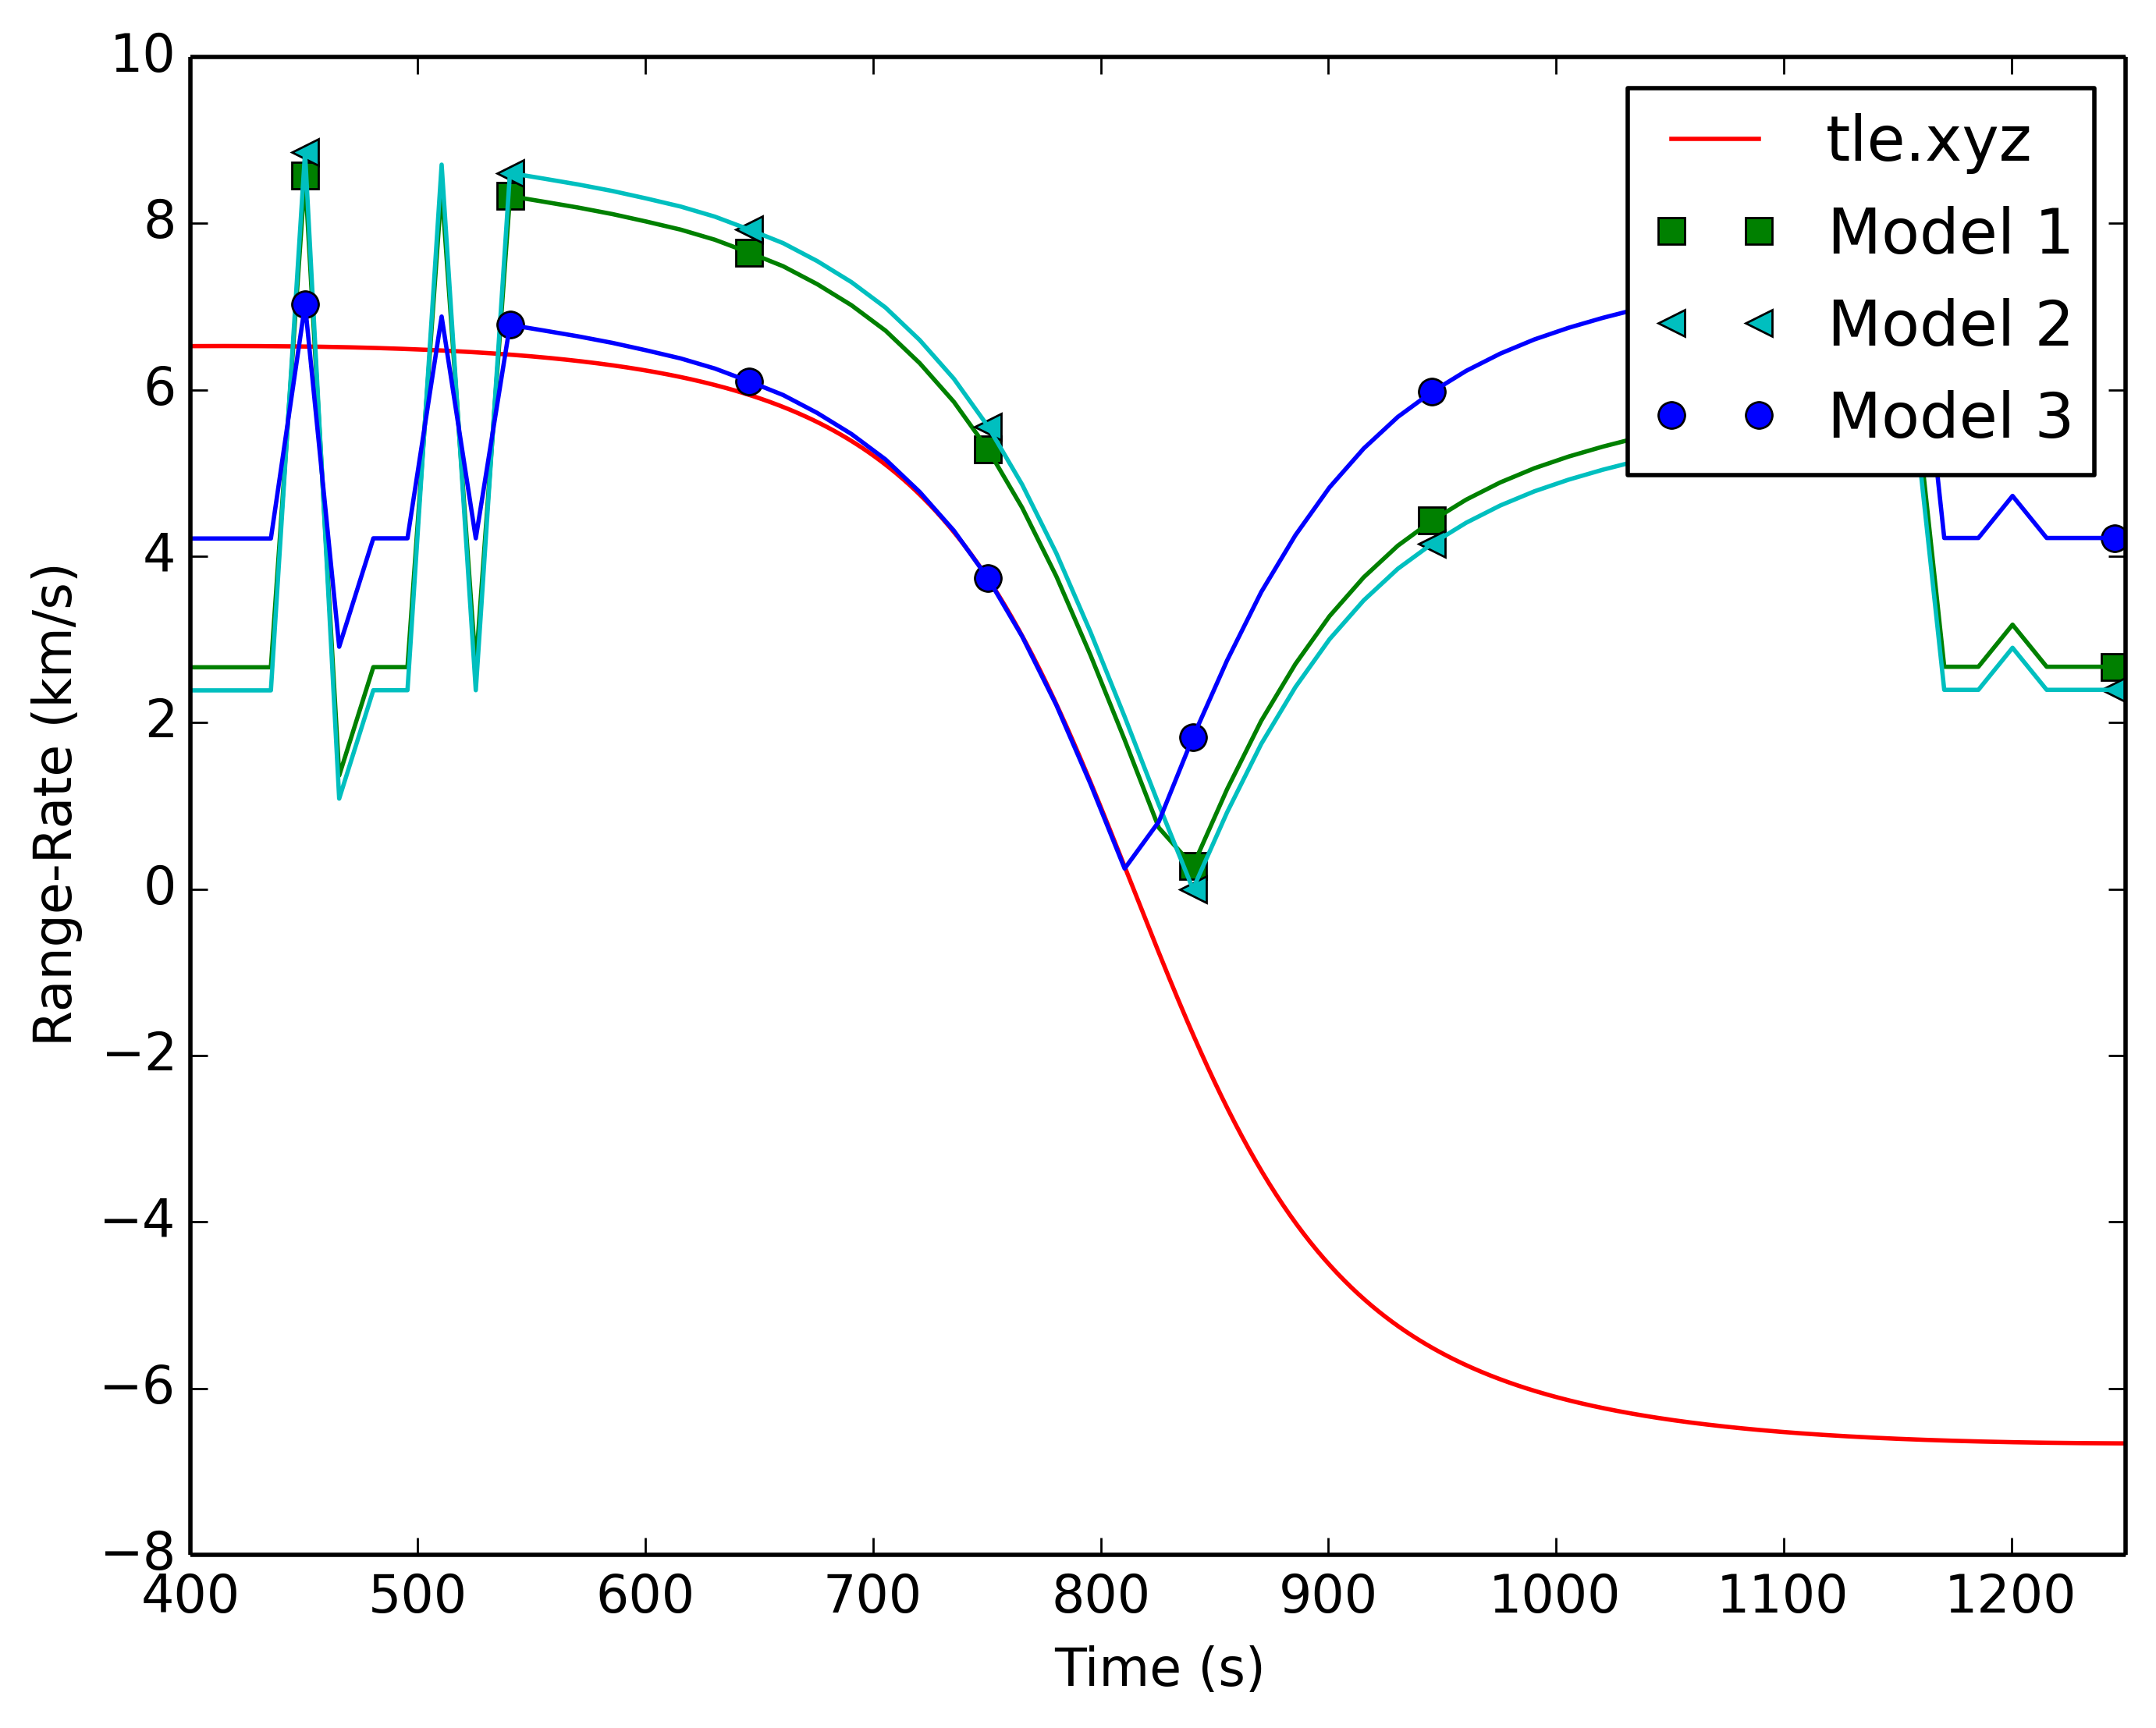 10
8
6
4
2
0
−2
−4
−6
−8
Range-Rate (km/s)
400 500 600 700 800 900 1000 1100 1200
Time (s)
tle.xyz
Model 1
Model 2
Model 3